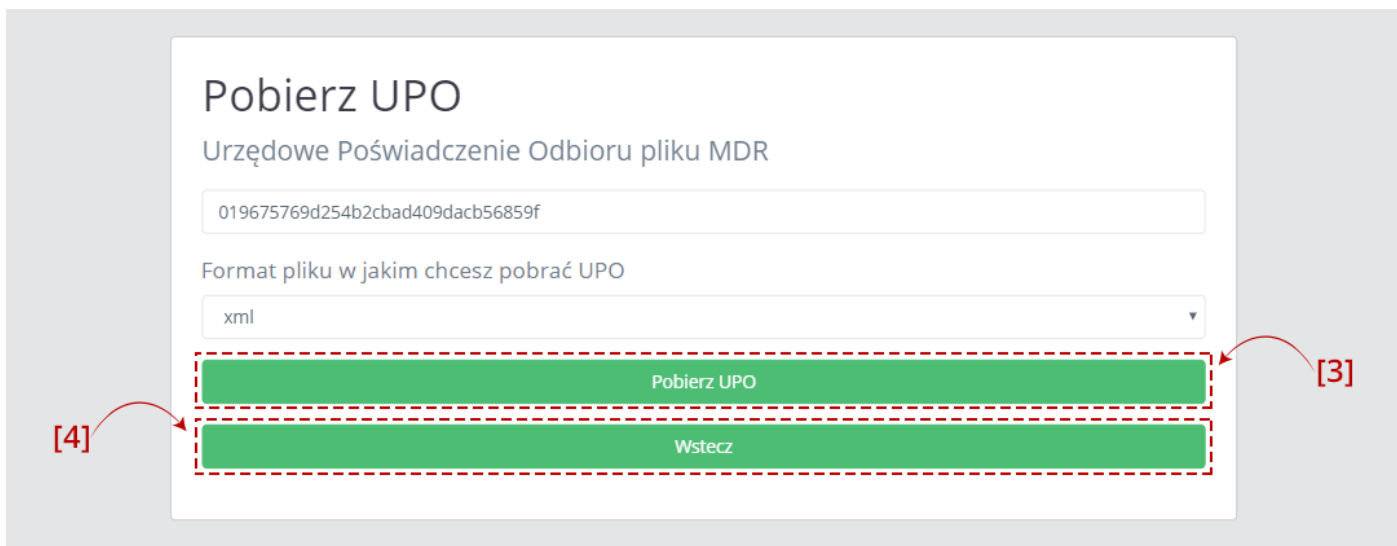 Pobierz UPO
Urzędowe Poświadczenie Odbioru pliku MDR
019675769d254b2cbad409dacb56859f
Format pliku w jakim chcesz pobrać UPO
xml
Pobierz UPO
[3]
[4]
Wstecz